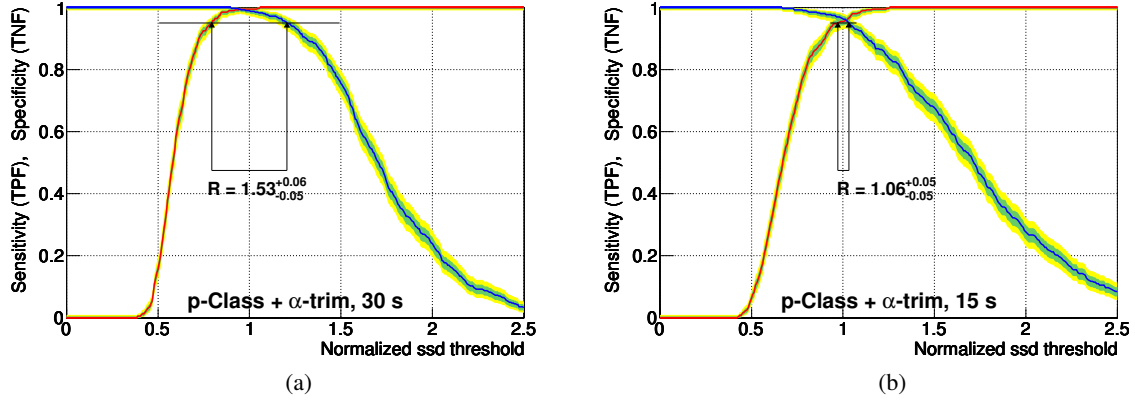 Sensitivity (TPF), Specificity (TNF)
1
0.8
0.6
0.4
0.2
0
R = 1.53 +0.06 -0.05
p-Class + α-trim, 30 s
0 0.5 1 1.5 2 2.5
Normalized ssd threshold
(a)
Sensitivity (TPF), Specificity (TNF)
1
0.8
0.6
0.4
0.2
0
R = 1.06 +0.05 -0.05
p-Class + α-trim, 15 s
0 0.5 1 1.5 2 2.5
Normalized ssd threshold
(b)